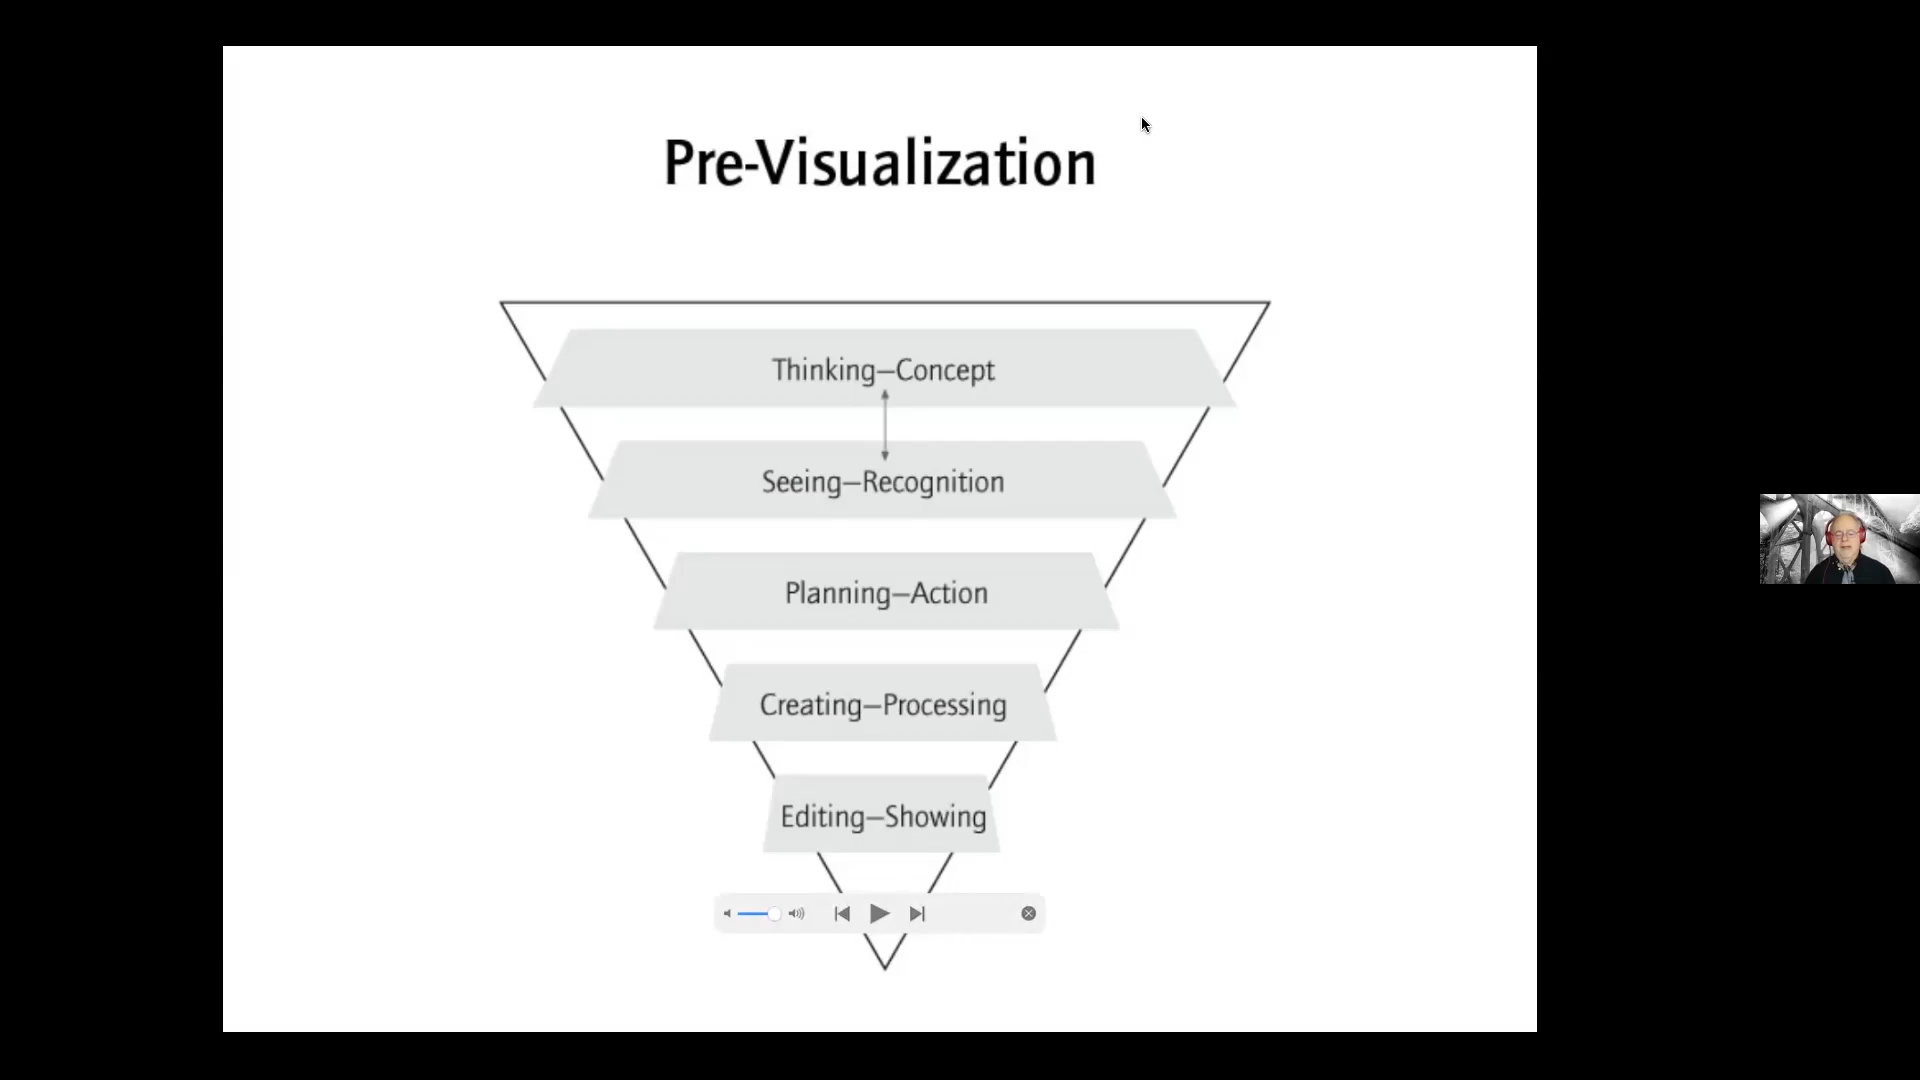 Pre-Visualization
Thinking—Concept
Seeing—Recognition
Planning—Action
Creating—Processing
Editing—Showing